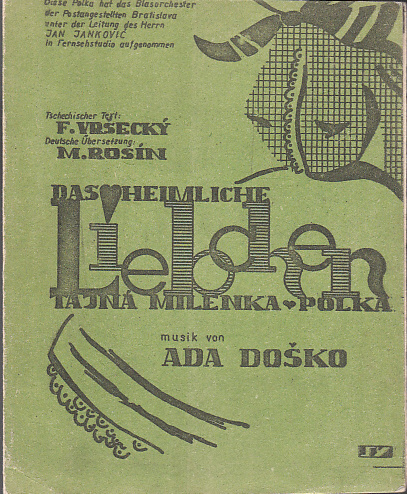 Diese Polka hat das Blasorchester
der Postangestellten Bratislava
unter der Leitung des Herrn
JAN JANKOVIČ
in Fernsehstudio aufgenommen
Tschechischer Text:
F. VRSECKÝ
Deutsche Übersetzung:
M. ROSÍN
DAS HEIMLICHE
Liebchen
TAJNÁ MILENKA POLKA
musik von
ADA DOŠKO